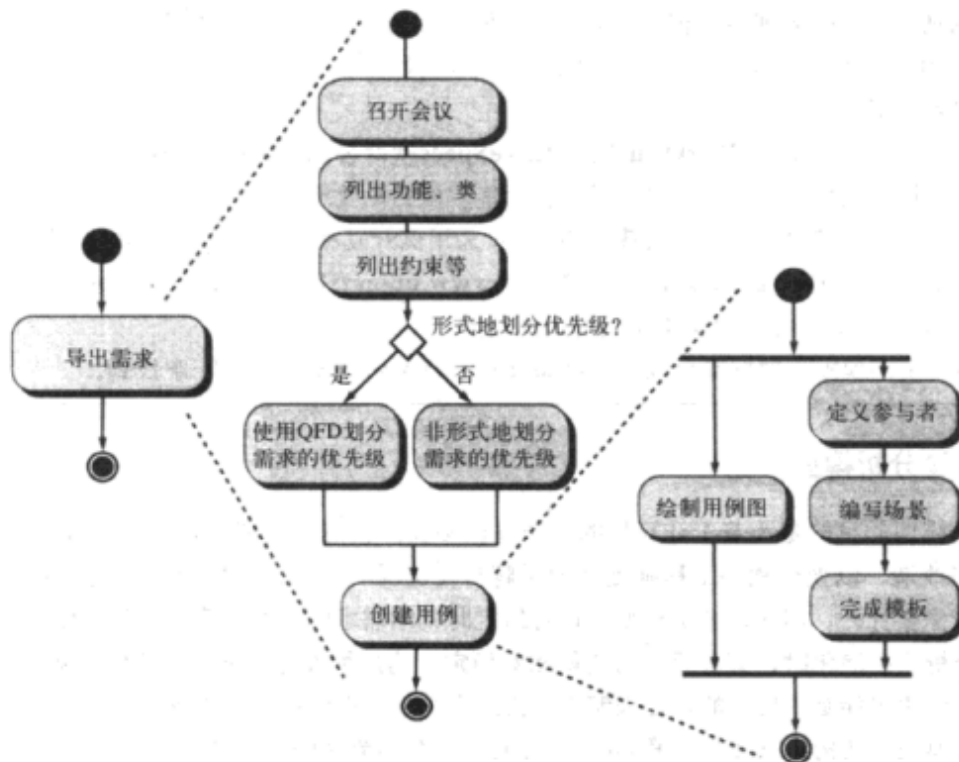 导出需求
召开会议
列出功能、类
列出约束等
形式地划分优先级?
是
否
使用QFD划分
需求的优先级
非形式地划分
需求的优先级
创建用例
绘制用例图
定义参与者
编写场景
完成模板